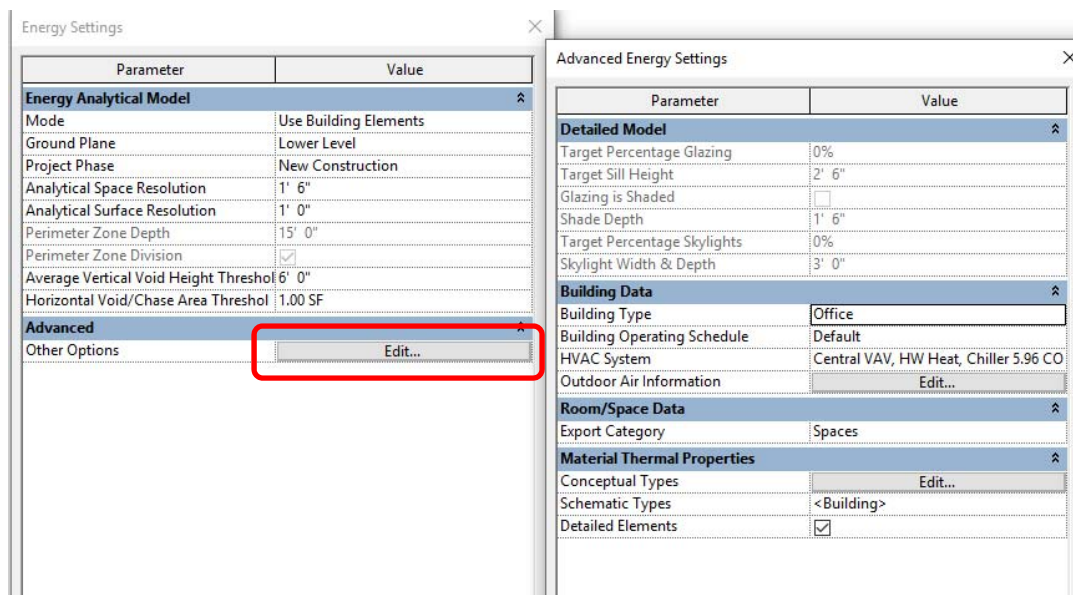 Energy Settings
Parameter Value
Energy Analytical Model
Mode Use Building Elements
Ground Plane Lower Level
Project Phase New Construction
Analytical Space Resolution 1' 6"
Analytical Surface Resolution 1' 0"
Perimeter Zone Depth 15' 0"
Perimeter Zone Division
Average Vertical Void Height Threshol 6' 0"
Horizontal Void/Chase Area Threshol 1.00 SF
Advanced
Other Options Edit...
Advanced Energy Settings
Parameter Value
Detailed Model
Target Percentage Glazing 0%
Target Sill Height 2' 6"
Glazing is Shaded
Shade Depth 1' 6"
Target Percentage Skylights 0%
Skylight Width & Depth 3' 0"
Building Data
Building Type Office
Building Operating Schedule Default
HVAC System Central VAV, HW Heat, Chiller 5.96 CO
Outdoor Air Information Edit...
Room/Space Data
Export Category Spaces
Material Thermal Properties
Conceptual Types Edit...
Schematic Types <Building>
Detailed Elements